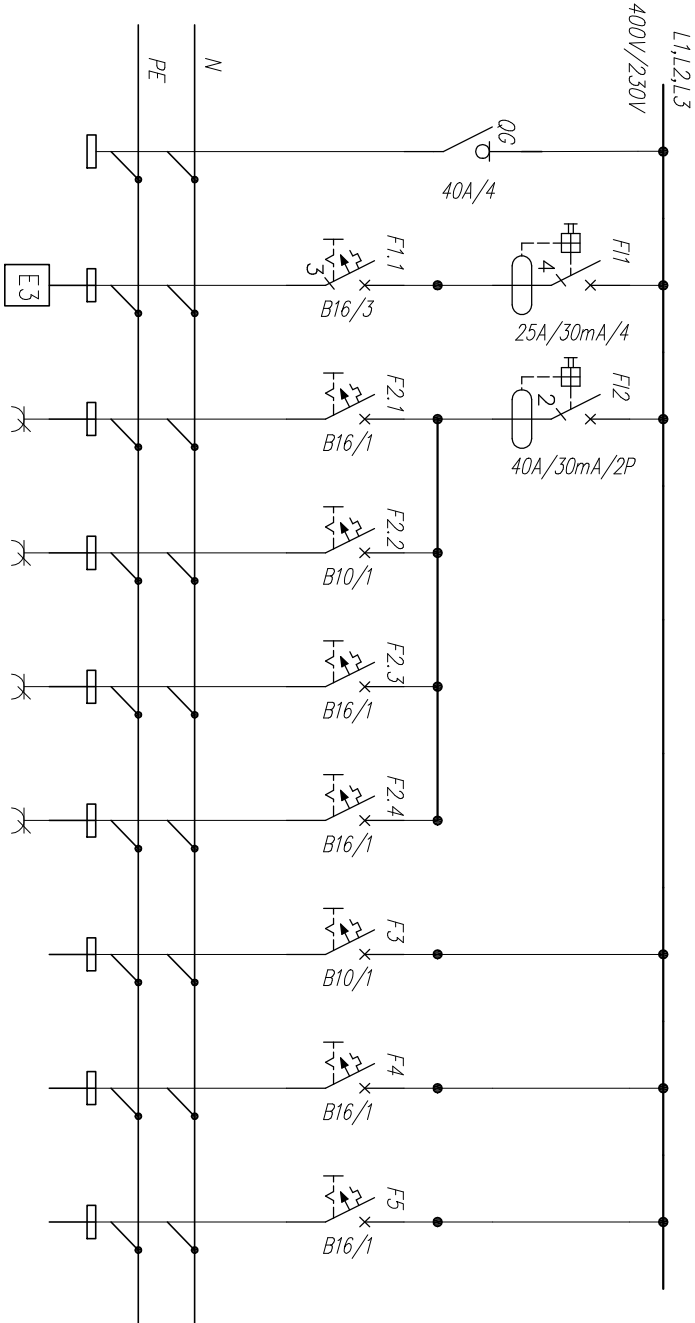 L1,L2,L3
400V/230V
N
PE
QG
40A/4
FI1
4
25A/30mA/4
F1.1
3
B16/3
E3
FI2
2
40A/30mA/2P
F2.1
B16/1
F2.2
B10/1
F2.3
B16/1
F2.4
B16/1
F3
B10/1
F4
B16/1
F5
B16/1